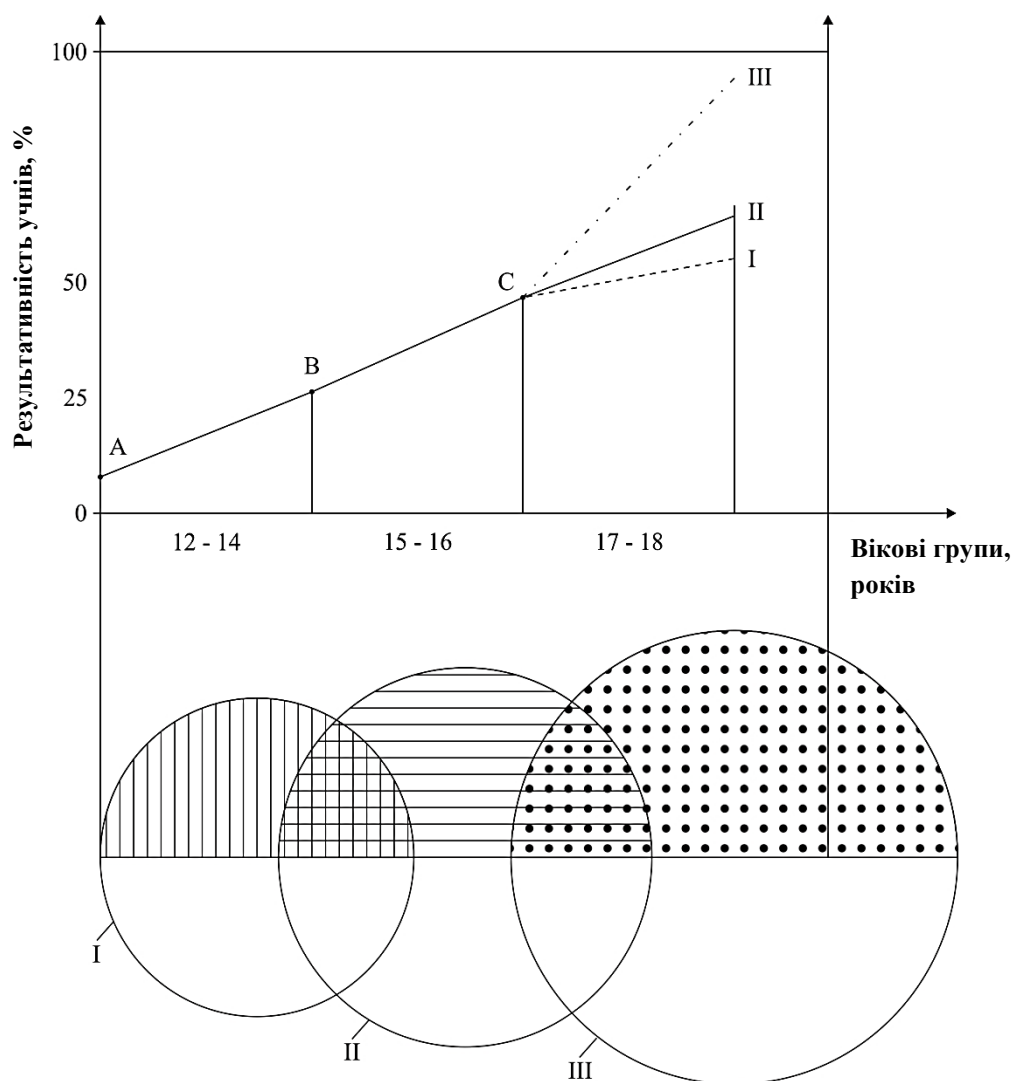 Результативність учнів, %
100
50
25
0
A
B
C
III
II
I
12 - 14
15 - 16
17 - 18
Вікові групи,
років
I
II
III